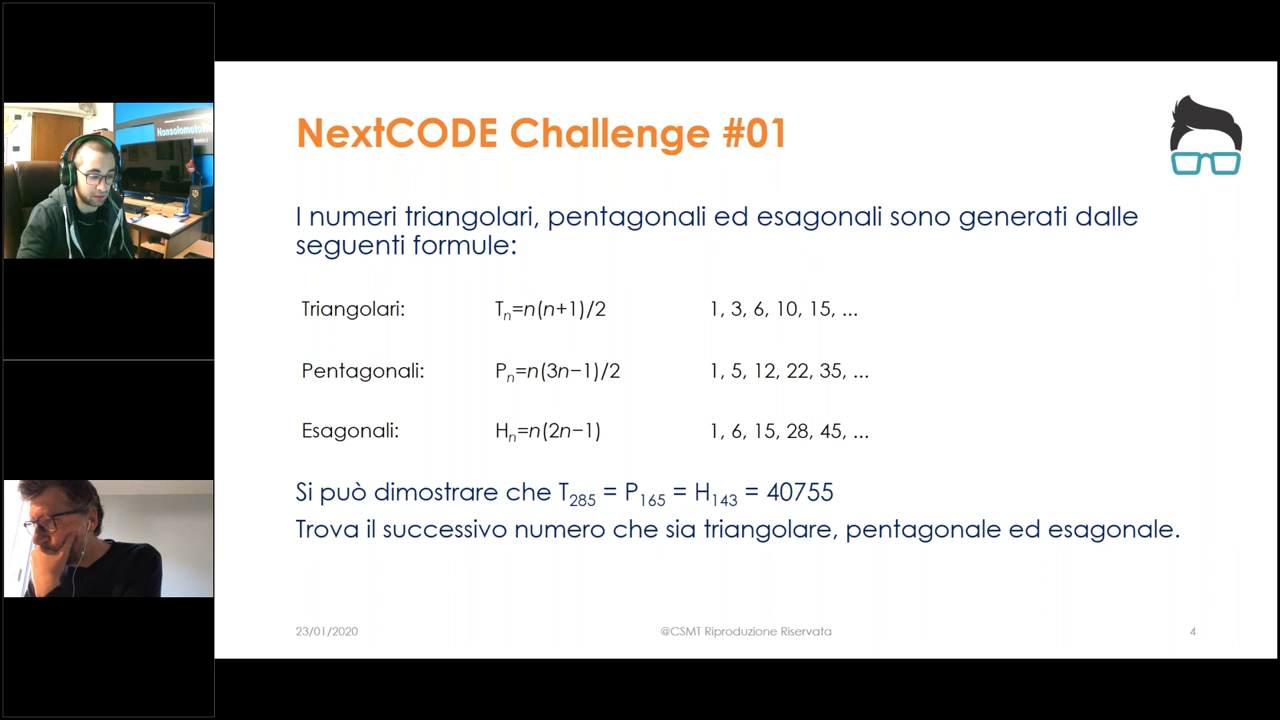 NextCODE Challenge #01
I numeri triangolari, pentagonali ed esagonali sono generati dalle
seguenti formule:
Triangolari: Tn=n(n+1)/2 1, 3, 6, 10, 15, ...
Pentagonali: Pn=n(3n−1)/2 1, 5, 12, 22, 35, ...
Esagonali: Hn=n(2n−1) 1, 6, 15, 28, 45, ...
Si può dimostrare che T285 = P165 = H143 = 40755
Trova il successivo numero che sia triangolare, pentagonale ed esagonale.
23/01/2020 @CSMT Riproduzione Riservata 4